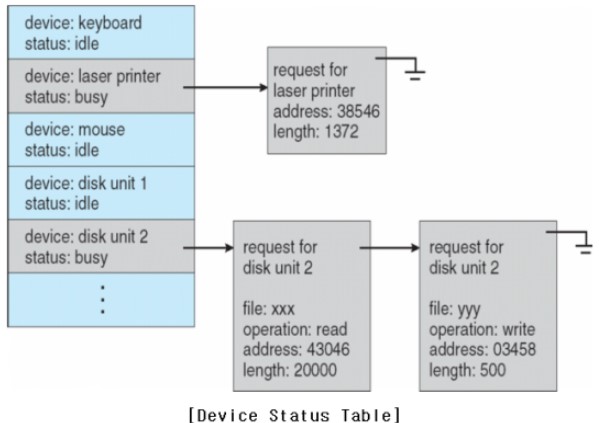 device: keyboard
status: idle
device: laser printer
status: busy
device: mouse
status: idle
device: disk unit 1
status: idle
device: disk unit 2
status: busy
request for
laser printer
address: 38546
length: 1372
request for
disk unit 2
file: xxx
operation: read
address: 43046
length: 20000
request for
disk unit 2
file: yyy
operation: write
address: 03458
length: 500
[Device Status Table]